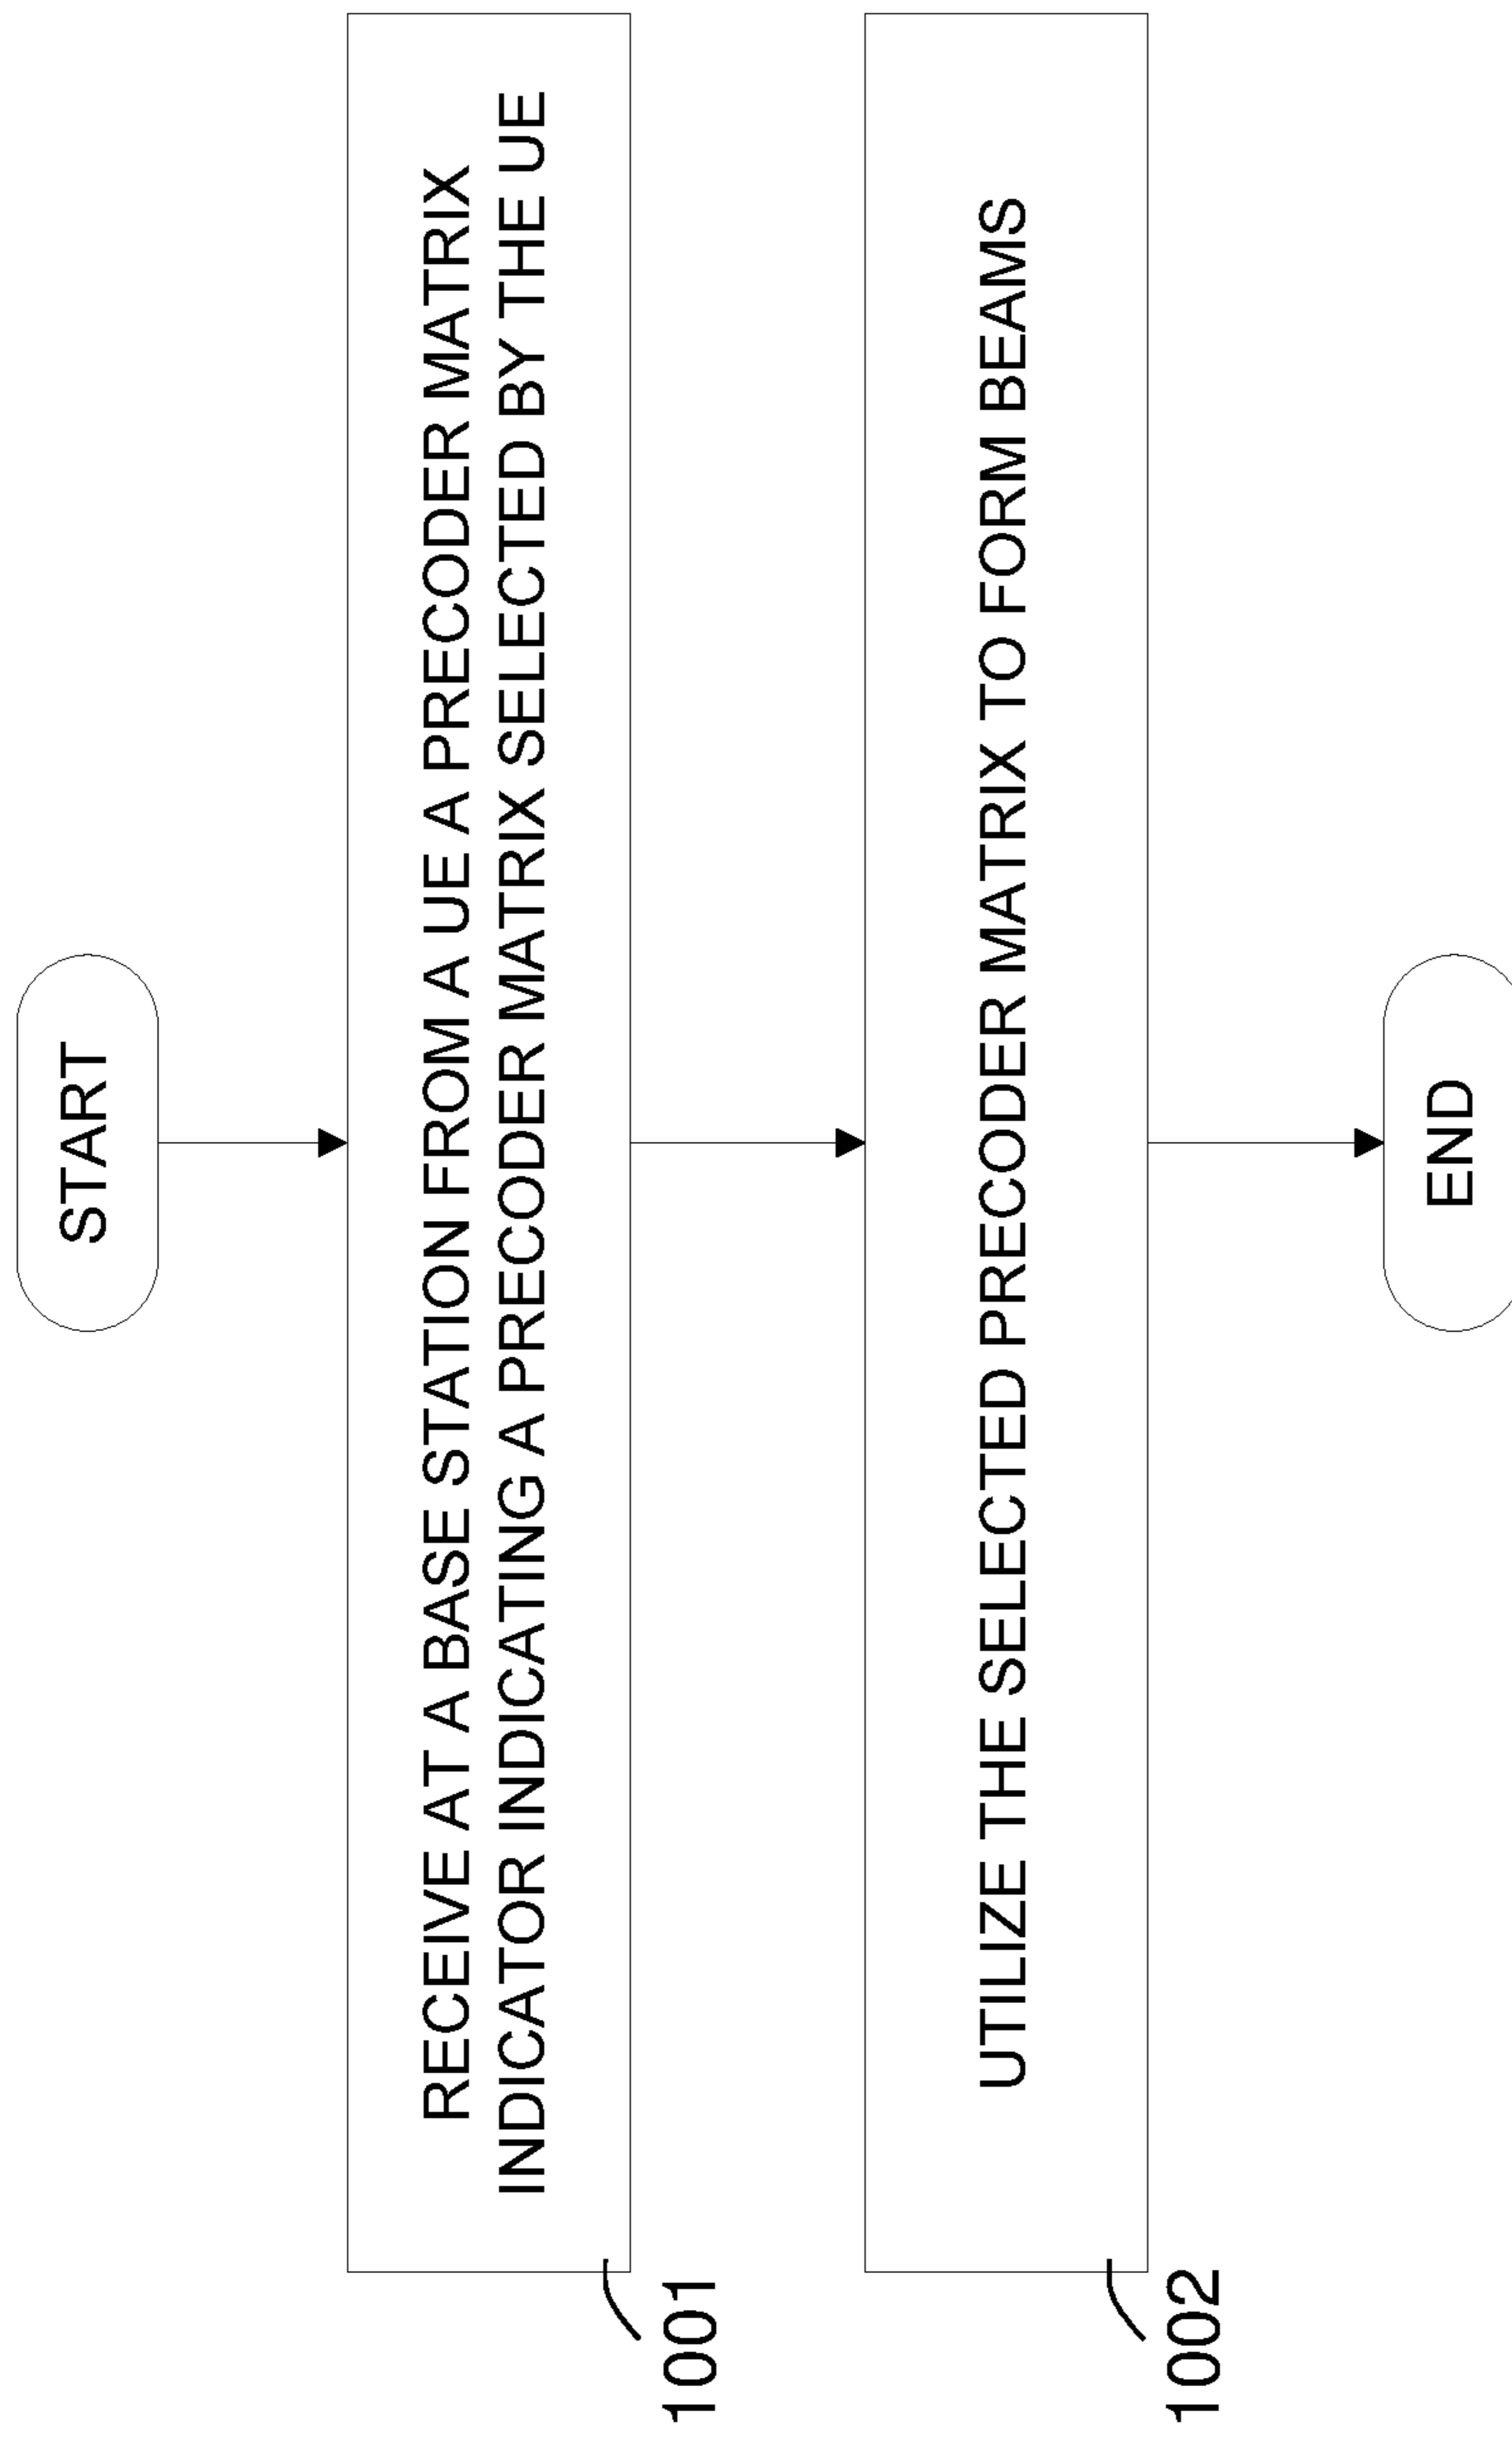 START
RECEIVE AT A BASE STATION FROM A UE A PRECODER MATRIX
INDICATOR INDICATING A PRECODER MATRIX SELECTED BY THE UE
1001
UTILIZE THE SELECTED PRECODER MATRIX TO FORM BEAMS
1002
END